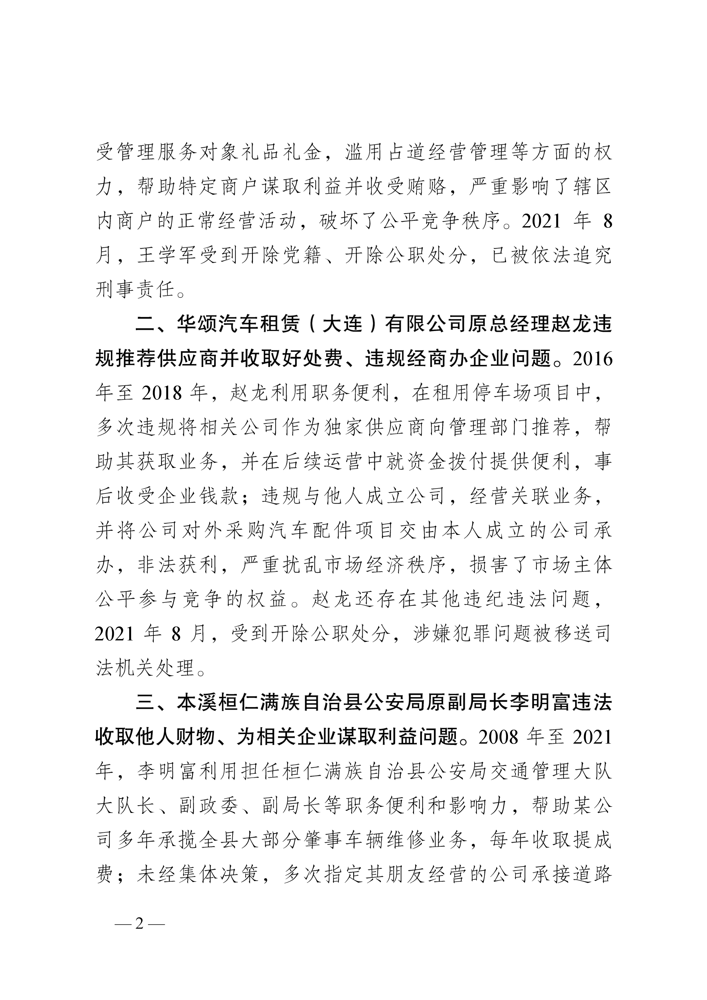 受管理服务对象礼品礼金，滥用占道经营管理等方面的权
力，帮助特定商户谋取利益并收受贿赂，严重影响了辖区
内商户的正常经营活动，破坏了公平竞争秩序。2021 年 8
月，王学军受到开除党籍、开除公职处分，已被依法追究
刑事责任。
二、华颂汽车租赁（大连）有限公司原总经理赵龙违
规推荐供应商并收取好处费、违规经商办企业问题。2016
年至 2018 年，赵龙利用职务便利，在租用停车场项目中，
多次违规将相关公司作为独家供应商向管理部门推荐，帮
助其获取业务，并在后续运营中就资金拨付提供便利，事
后收受企业钱款；违规与他人成立公司，经营关联业务，
并将公司对外采购汽车配件项目交由本人成立的公司承
办，非法获利，严重扰乱市场经济秩序，损害了市场主体
公平参与竞争的权益。赵龙还存在其他违纪违法问题，
2021 年 8 月，受到开除公职处分，涉嫌犯罪问题被移送司
法机关处理。
三、本溪桓仁满族自治县公安局原副局长李明富违法
收取他人财物、为相关企业谋取利益问题。2008 年至 2021
年，李明富利用担任桓仁满族自治县公安局交通管理大队
大队长、副政委、副局长等职务便利和影响力，帮助某公
司多年承揽全县大部分肇事车辆维修业务，每年收取提成
费；未经集体决策，多次指定其朋友经营的公司承接道路
— 2 —